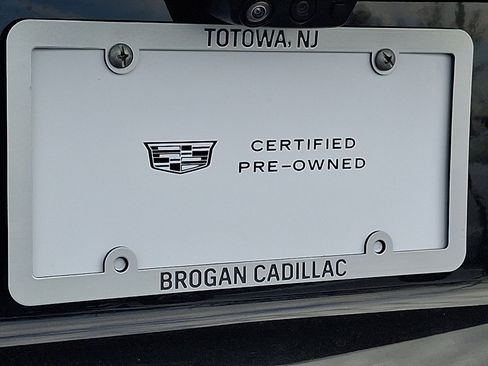 TOTOWA, NJ
CERTIFIED
PRE-OWNED
BROGAN CADILLAC